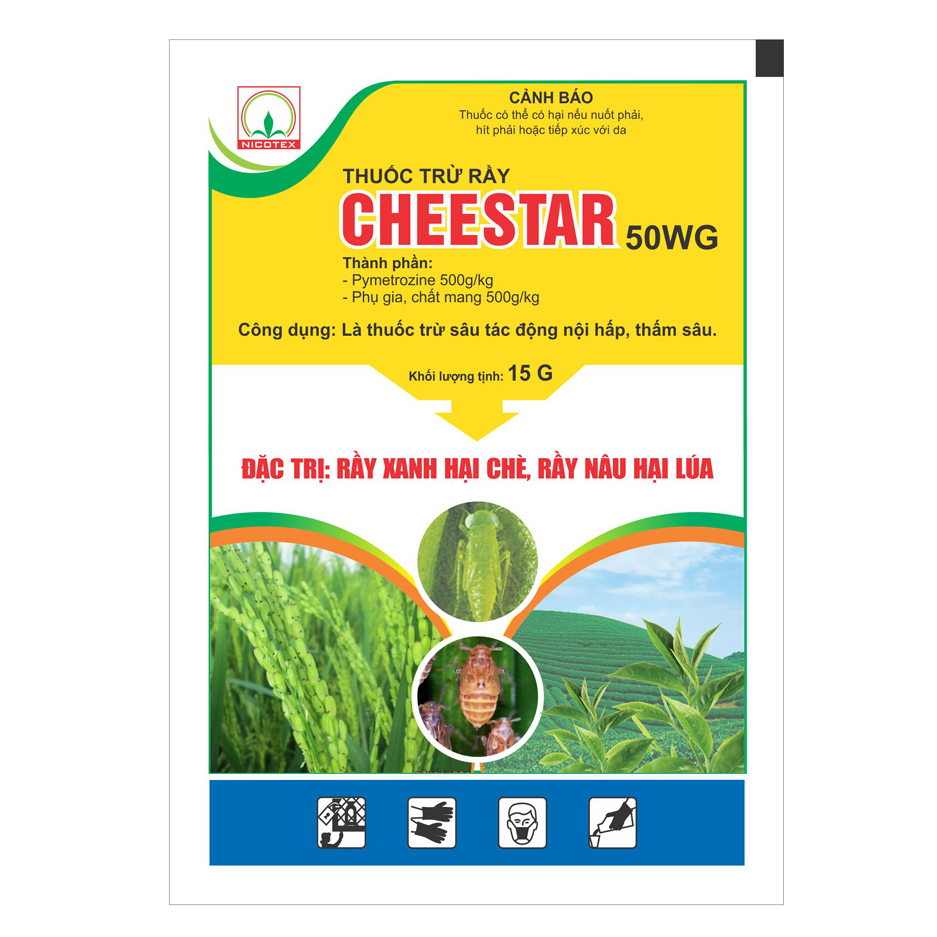 NICOTEX
CẢNH BÁO
Thuốc có thể có hại nếu nuốt phải,
hít phải hoặc tiếp xúc với da
THUỐC TRỪ RẦY
CHEESTAR 50WG
Thành phần:
- Pymetrozine 500g/kg
- Phụ gia, chất mang 500g/kg
Công dụng: Là thuốc trừ sâu tác động nội hấp, thấm sâu.
Khối lượng tịnh: 15 G
ĐẶC TRỊ: RẦY XANH HẠI CHÈ, RẦY NÂU HẠI LÚA